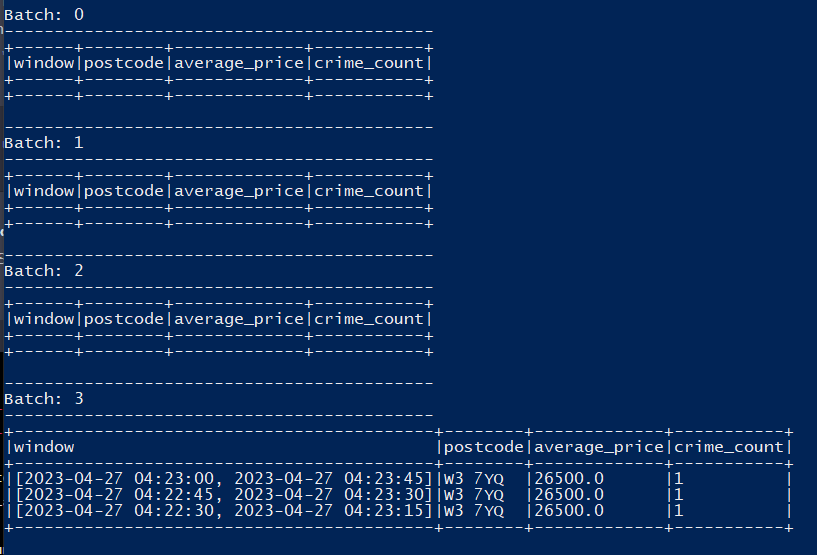 Batch: 0
-------------------------------------------
+------+--------+-------------+-----------+
|window|postcode|average_price|crime_count|
+------+--------+-------------+-----------+
+------+--------+-------------+-----------+
-------------------------------------------
Batch: 1
-------------------------------------------
+------+--------+-------------+-----------+
|window|postcode|average_price|crime_count|
+------+--------+-------------+-----------+
+------+--------+-------------+-----------+
-------------------------------------------
Batch: 2
-------------------------------------------
+------+--------+-------------+-----------+
|window|postcode|average_price|crime_count|
+------+--------+-------------+-----------+
+------+--------+-------------+-----------+
-------------------------------------------
Batch: 3
-------------------------------------------
+------------------------------------------+--------+-------------+-----------+
|window                                    |postcode|average_price|crime_count|
+------------------------------------------+--------+-------------+-----------+
|[2023-04-27 04:23:00, 2023-04-27 04:23:45]|W3 7YQ  |26500.0      |1          |
|[2023-04-27 04:22:45, 2023-04-27 04:23:30]|W3 7YQ  |26500.0      |1          |
|[2023-04-27 04:22:30, 2023-04-27 04:23:15]|W3 7YQ  |26500.0      |1          |
+------------------------------------------+--------+-------------+-----------+